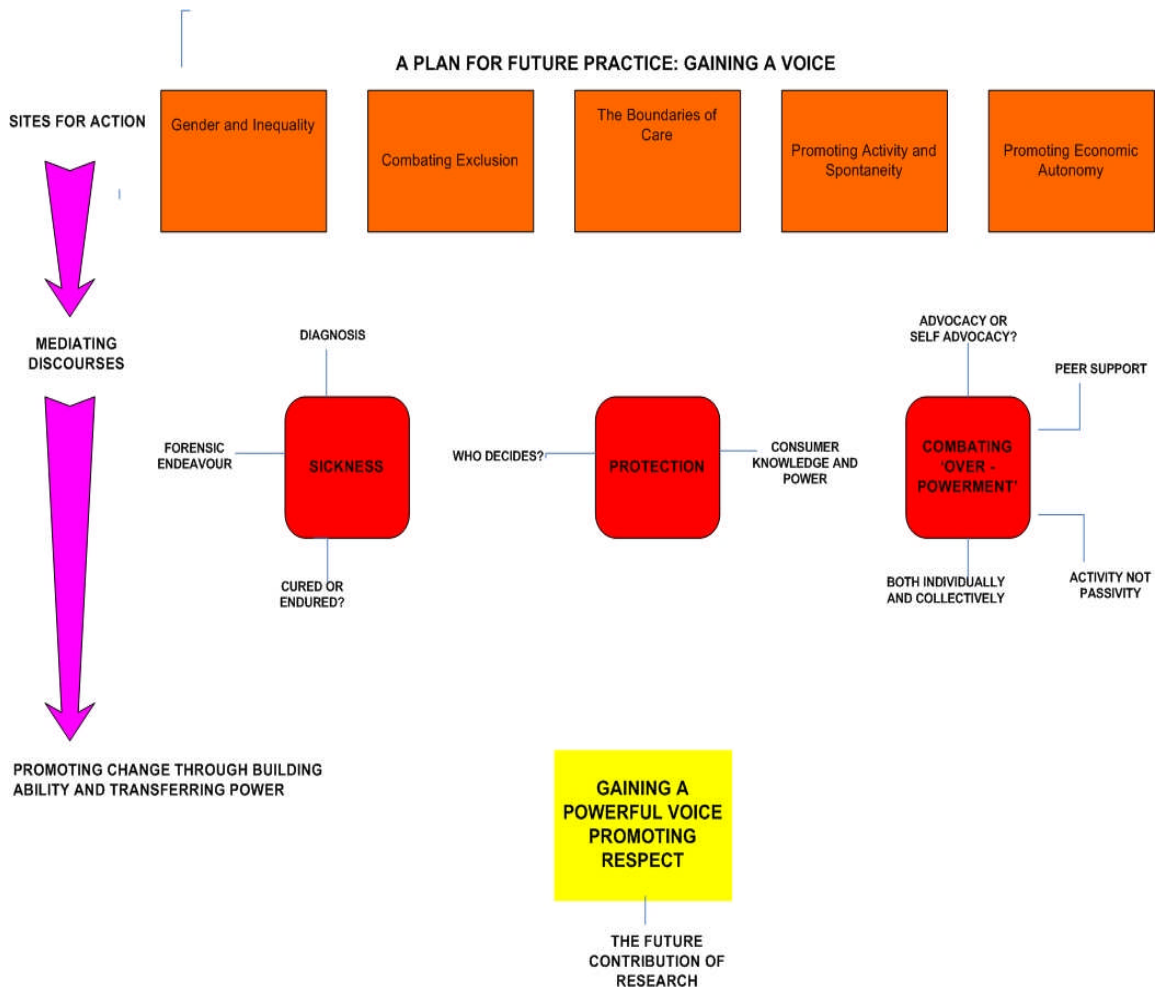 A PLAN FOR FUTURE PRACTICE: GAINING A VOICE
SITES FOR ACTION
Gender and Inequality
Combating Exclusion
The Boundaries of
Care
Promoting Activity and
Spontaneity
Promoting Economic
Autonomy
MEDIATING
DISCOURSES
DIAGNOSIS
FORENSIC
ENDEAVOUR
SICKNESS
CURED OR
ENDURED?
WHO DECIDES?
PROTECTION
CONSUMER
KNOWLEDGE AND
POWER
ADVOCACY OR
SELF ADVOCACY?
PEER SUPPORT
COMBATING
‘OVER -
POWERMENT’
BOTH INDIVIDUALLY
AND COLLECTIVELY
ACTIVITY NOT
PASSIVITY
PROMOTING CHANGE THROUGH BUILDING
ABILITY AND TRANSFERRING POWER
GAINING A
POWERFUL VOICE
PROMOTING
RESPECT
THE FUTURE
CONTRIBUTION OF
RESEARCH